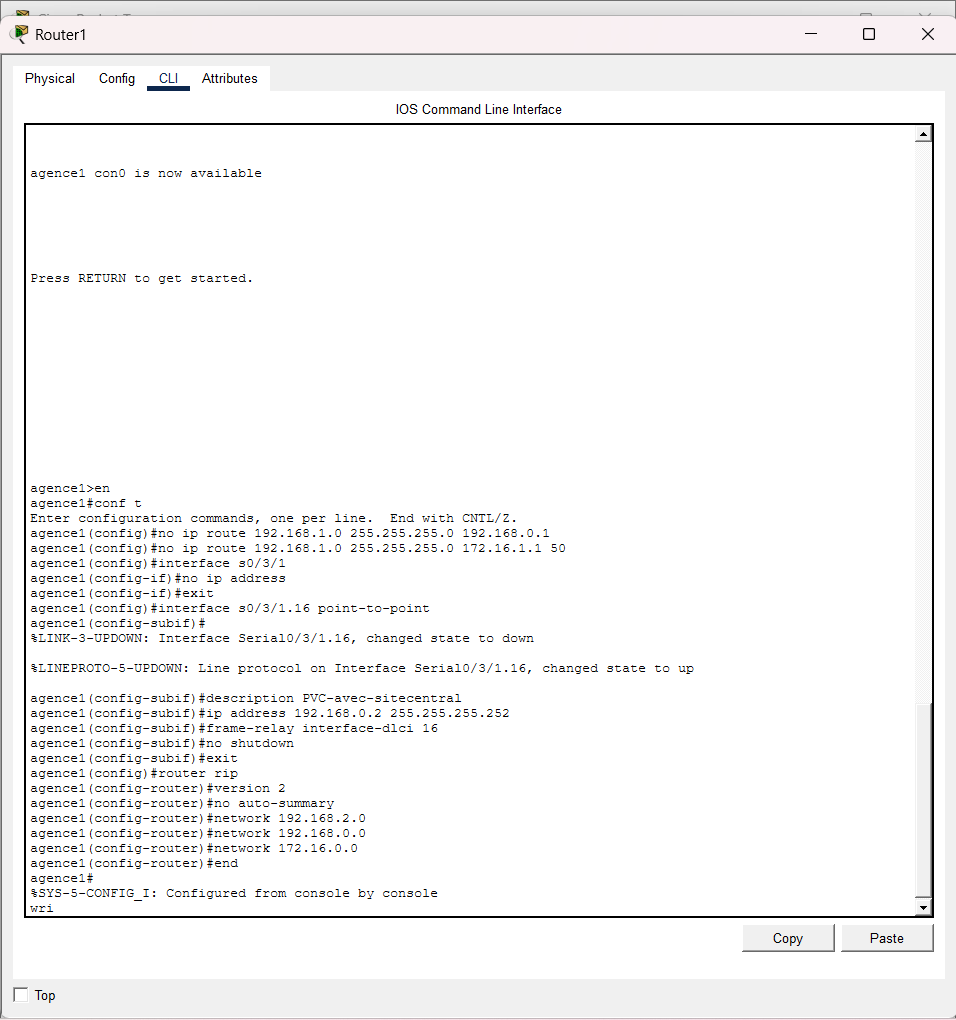 Router1
Physical Config CLI Attributes
IOS Command Line Interface
agence1 con0 is now available
Press RETURN to get started.
agence1>en
agence1#conf t
Enter configuration commands, one per line.  End with CNTL/Z.
agence1(config)#no ip route 192.168.1.0 255.255.255.0 192.168.0.1
agence1(config)#no ip route 192.168.1.0 255.255.255.0 172.16.1.1 50
agence1(config)#interface s0/3/1
agence1(config-if)#no ip address
agence1(config-if)#exit
agence1(config)#interface s0/3/1.16 point-to-point
agence1(config-subif)#
%LINK-3-UPDOWN: Interface Serial0/3/1.16, changed state to down
%LINEPROTO-5-UPDOWN: Line protocol on Interface Serial0/3/1.16, changed state to up
agence1(config-subif)#description PVC-avec-sitecentral
agence1(config-subif)#ip address 192.168.0.2 255.255.255.252
agence1(config-subif)#frame-relay interface-dlci 16
agence1(config-subif)#no shutdown
agence1(config-subif)#exit
agence1(config)#router rip
agence1(config-router)#version 2
agence1(config-router)#no auto-summary
agence1(config-router)#network 192.168.2.0
agence1(config-router)#network 192.168.0.0
agence1(config-router)#network 172.16.0.0
agence1(config-router)#end
agence1#
%SYS-5-CONFIG_I: Configured from console by console
wri
Copy Paste
Top